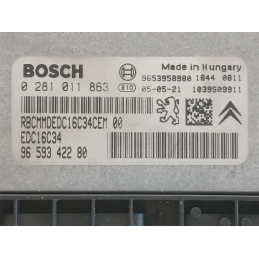 BOSCH
Made in Hungary
9653958980 1844 0811
0 281 011 863
B10
05-05-21 1039S09911
RBCMMDEDC16C34CEM 00
EDC16C34
96 593 422 80